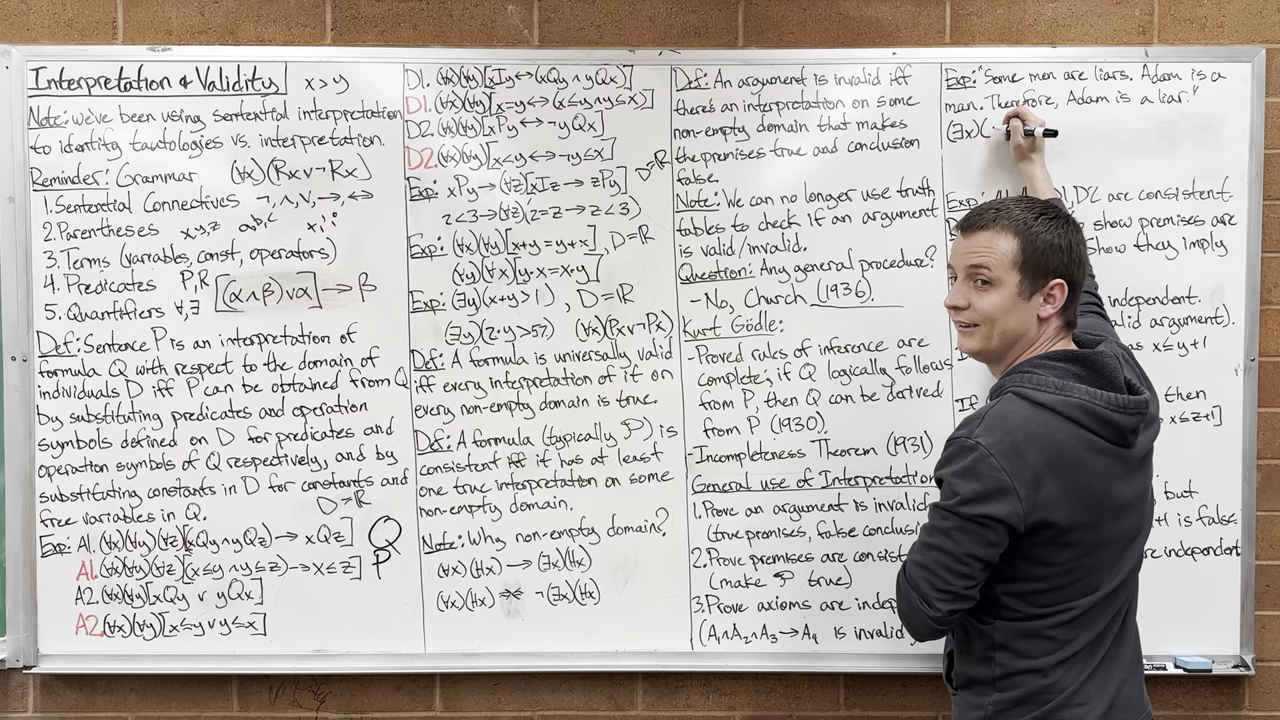 Interpretation & Validity x>y
Note: we've been using sentential interpretation
to identify tautologies vs. interpretation.
Reminder: Grammar (∀x)(Rx∨¬Rx)
1. Sentential Connectives ¬,∧,∨,→,↔
2. Parentheses x,y,z a,b,c
3. Terms (variables, const, operators)
4. Predicates P,R [(α∧β)∨α]→β
5. Quantifiers ∀,∃
Def: Sentence P is an interpretation of
formula Q with respect to the domain of
individuals D iff P can be obtained from Q
by substituting predicates and operation
symbols defined on D for predicates and
operation symbols of Q respectively, and by
substituting constants in D for constants and
free variables in Q. D=ℝ
Exp: A1. (∀x)(∀y)(∀z)[xQy∧yQz)→xQz] Q
A1. (∀x)(∀y)(∀z)[(x≤y∧y≤z)→x≤z] P
A2. (∀x)(∀y)[xQy ∨ yQx]
A2. (∀x)(∀y)[x≤y∨y≤x]
D1. (∀x)(∀y)[xIy↔(xQy∧yQx)]
D1. (∀x)(∀y)[x=y↔(x≤y∧y≤x)]
D2. (∀x)(∀y)[xPy↔¬yQx]
D2. (∀x)(∀y)[x<y↔¬y≤x] D=ℝ
Exp: xPy→(∀z)[xIz→zPy]
2<3→(∀z)(2=z→z<3)
Exp: (∀x)(∀y)[x+y=y+x], D=ℝ
(∀y)(∀x)[y·x=x·y]
Exp: (∃y)(x+y>1), D=ℝ
(∃y)(2·y>5?) (∀x)(Px∨¬Px)
Def: A formula is universally valid
iff every interpretation of it on
every non-empty domain is true.
Def: A formula (typically P) is
consistent iff it has at least
one true interpretation on some
non-empty domain.
Note: Why non-empty domain?
(∀x)(Hx)→(∃x)(Hx)
(∀x)(Hx) ¬(∃x)(Hx)
Def: An argument is invalid iff
there's an interpretation on some
non-empty domain that makes
the premises true and conclusion
false.
Note: We can no longer use truth
tables to check if an argument
is valid/invalid.
Question: Any general procedure?
-No, Church (1936).
Kurt Gödle:
-Proved rules of inference are
complete; if Q logically follows
from P, then Q can be derived
from P (1930).
-Incompleteness Theorem (1931)
General use of Interpretation
1. Prove an argument is invalid
(true premises, false conclusi
2. Prove premises are consist
(make P true)
3. Prove axioms are indep
(A₁∧A₂∧A₃→A₄ is invalid
Exp: "Some men are liars. Adam is a
man. Therefore, Adam is a liar."
(∃x)(
Exp: D2 are consistent.
show premises are
show they imply
independent.
alid argument).
as x≤y+1
If then
x≤z+1]
but
+1 is false
re independent